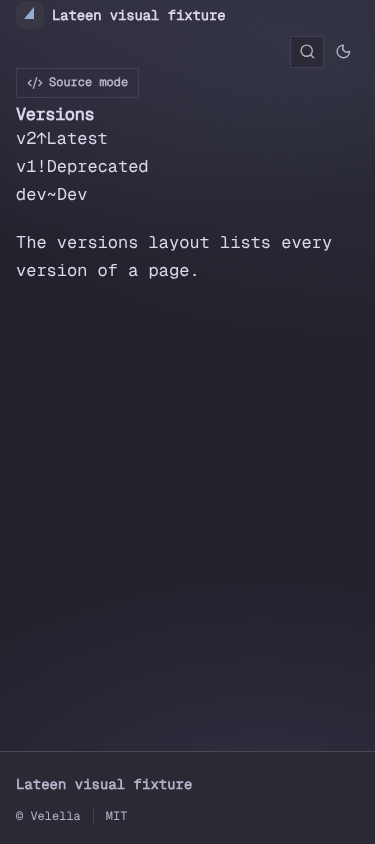 Lateen visual fixture
</> Source mode
Versions
v2↑Latest
v1!Deprecated
dev~Dev
The versions layout lists every
version of a page.
Lateen visual fixture
© Velella
MIT